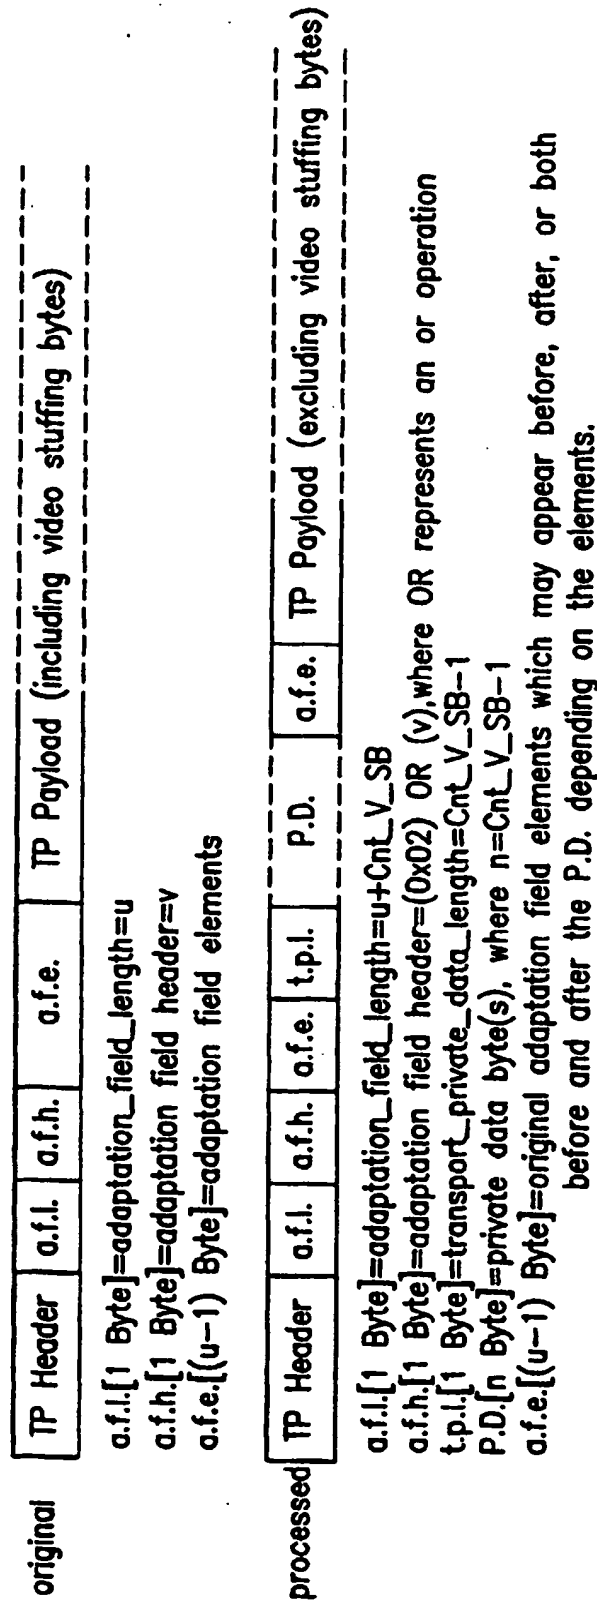 original TP Header a.f.l. a.f.h. a.f.e. TP Payload (including video stuffing bytes)
a.f.l.[1 Byte]=adaptation_field_length=u
a.f.h.[1 Byte]=adaptation field header=v
a.f.e.[(u-1) Byte]=adaptation field elements
processed TP Header a.f.l. a.f.h. a.f.e. t.p.l. P.D. a.f.e. TP Payload (excluding video stuffing bytes)
a.f.l.[1 Byte]=adaptation_field_length=u+Cnt_V_SB
a.f.h.[1 Byte]=adaptation field header=(0x02) OR (v),where OR represents an or operation
t.p.l.[1 Byte]=transport_private_data_length=Cnt_V_SB-1
P.D.[n Byte]=private data byte(s), where n=Cnt_V_SB-1
a.f.e.[(u-1) Byte]=original adaptation field elements which may appear before, after, or both
before and after the P.D. depending on the elements.